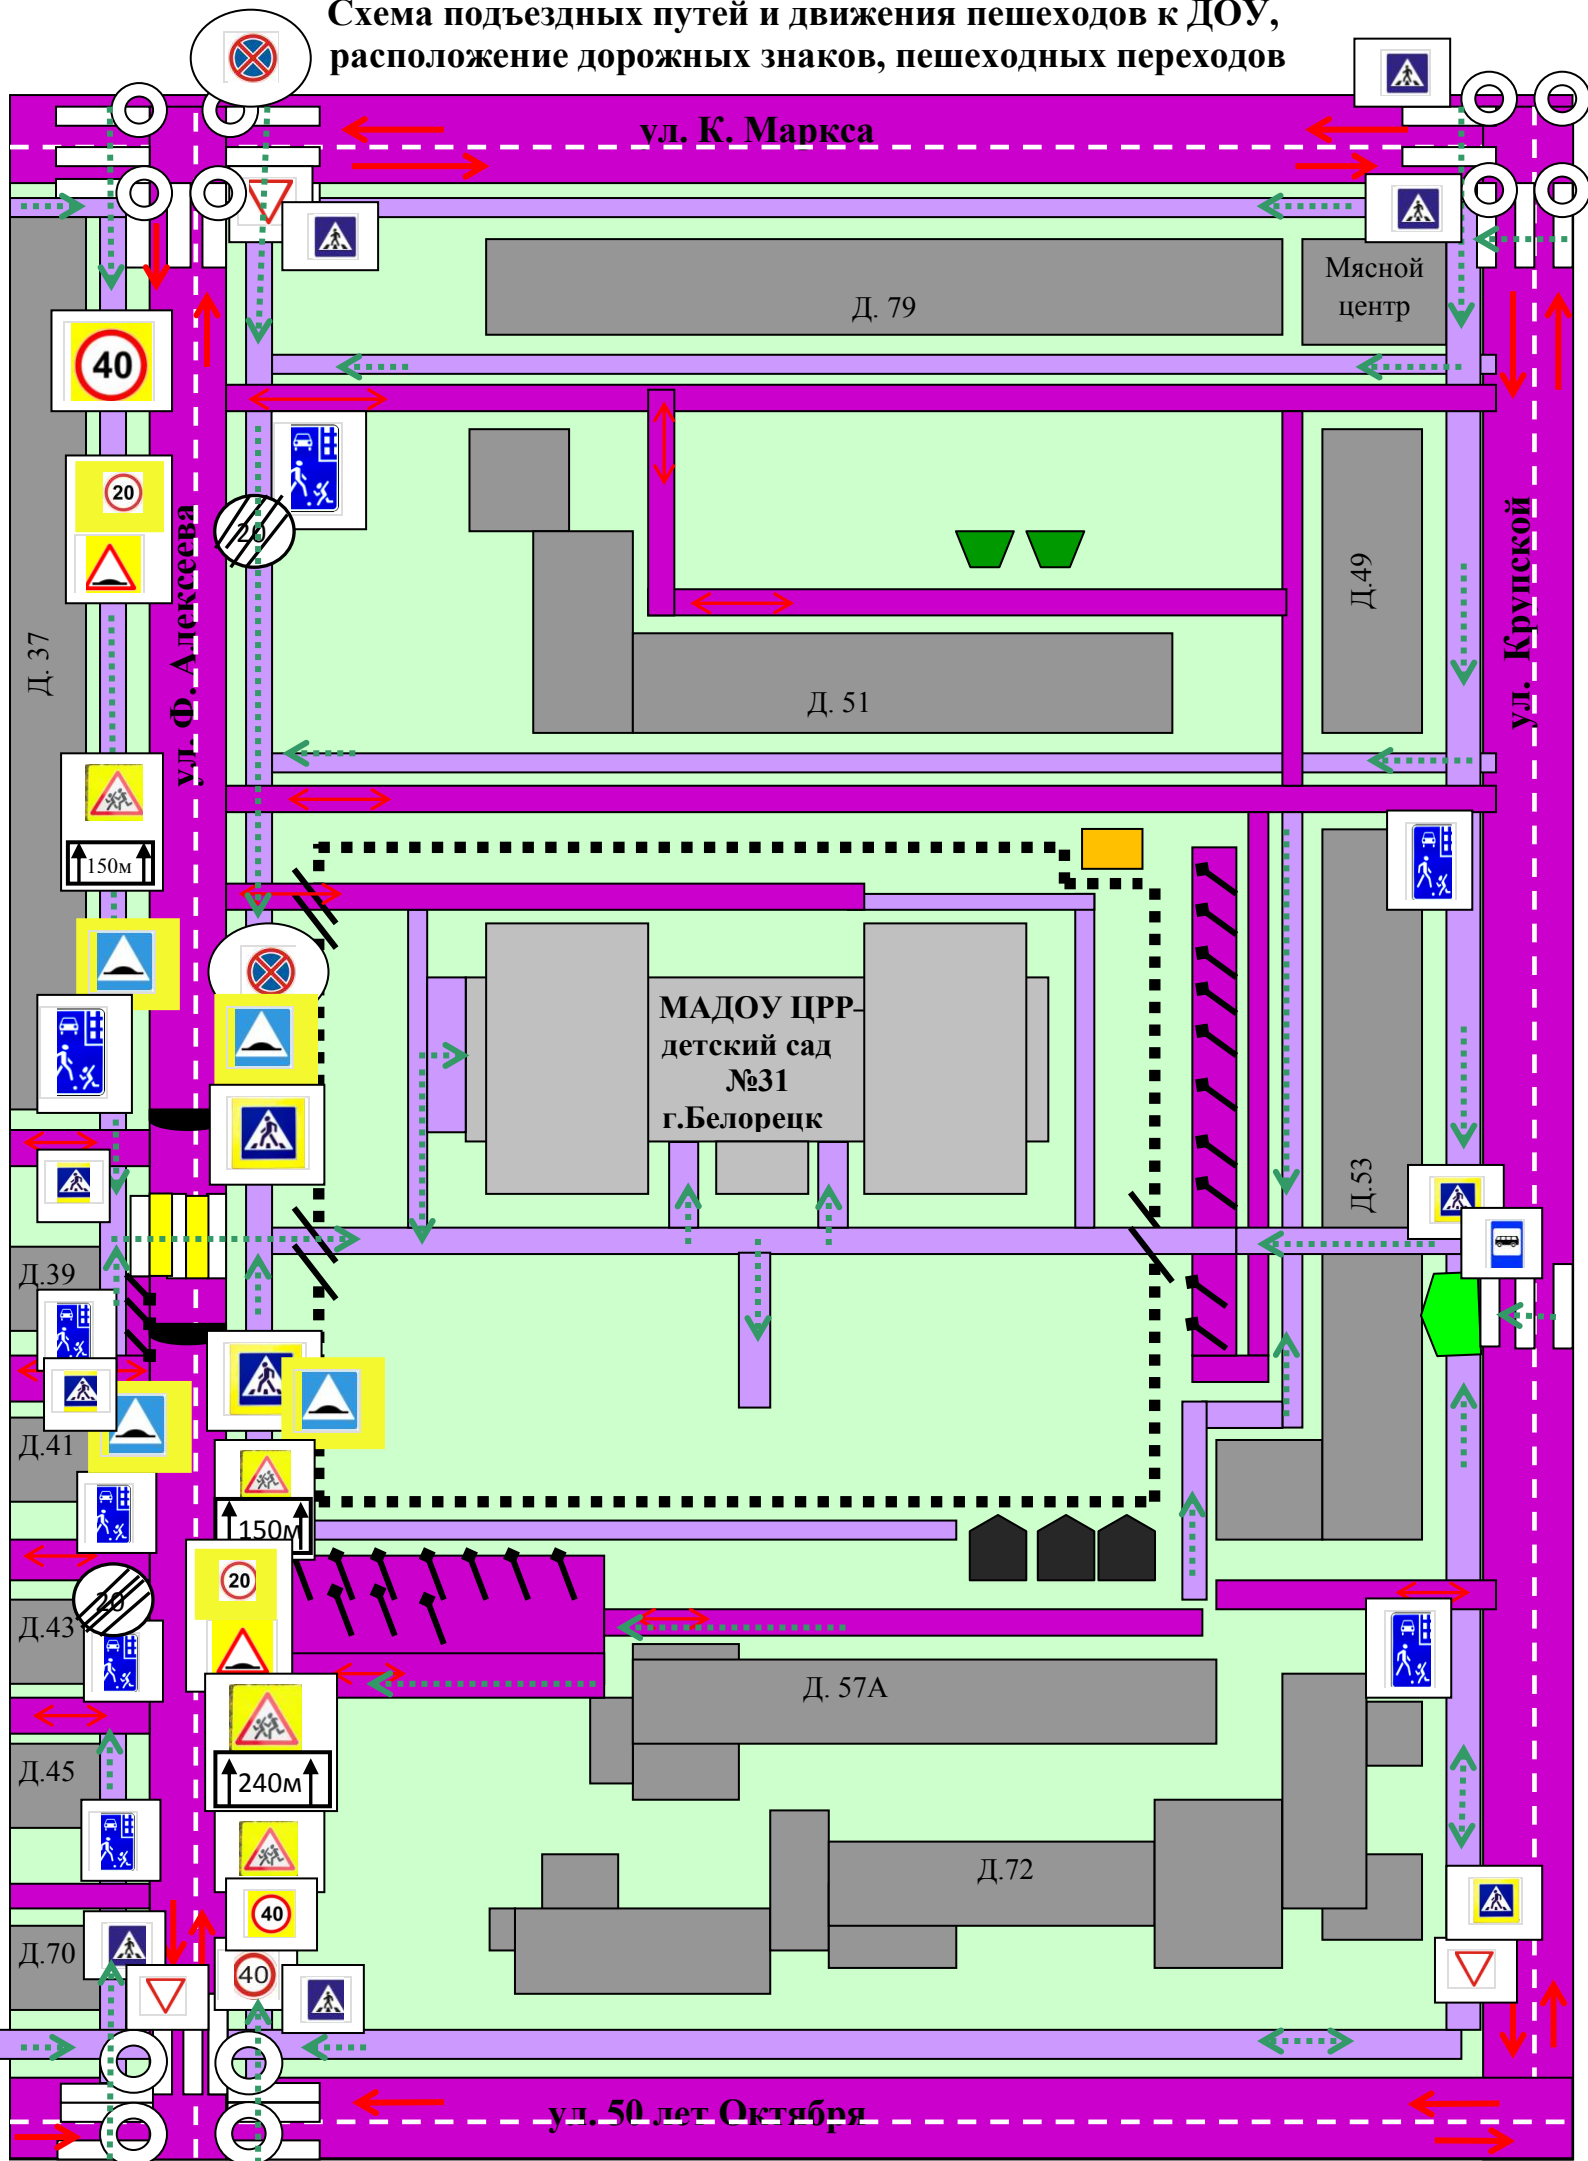 Схема подъездных путей и движения пешеходов к ДОУ,
расположение дорожных знаков, пешеходных переходов
ул. К. Маркса
Д. 79
Мясной
центр
40
20
20
ул. Ф. Алексеева
Д. 37
Д. 51
Д.49
ул. Крупской
150м
МАДОУ ЦРР-
детский сад
№31
г.Белорецк
Д.53
Д.39
Д.41
150м
20
20
Д.43
Д. 57А
240м
Д.45
Д.72
40
Д.70
40
ул. 50 лет Октября